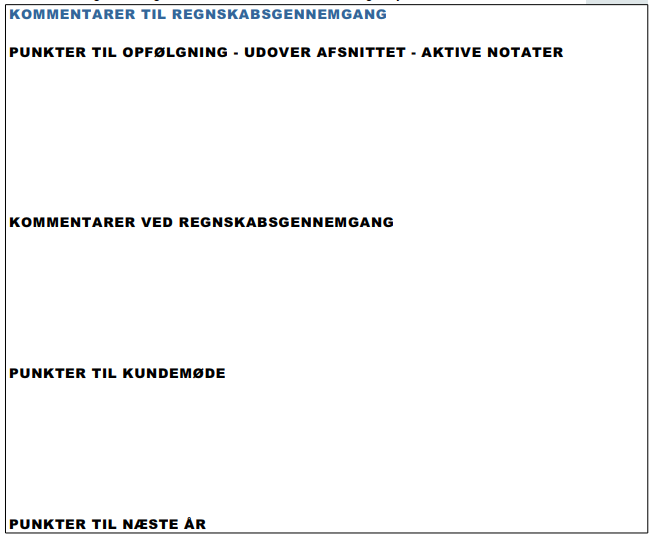 KOMMENTARER TIL REGNSKABSGENNEMGANG
PUNKTER TIL OPFØLGNING - UDOVER AFSNITTET - AKTIVE NOTATER
KOMMENTARER VED REGNSKABSGENNEMGANG
PUNKTER TIL KUNDEMØDE
PUNKTER TIL NÆSTE ÅR